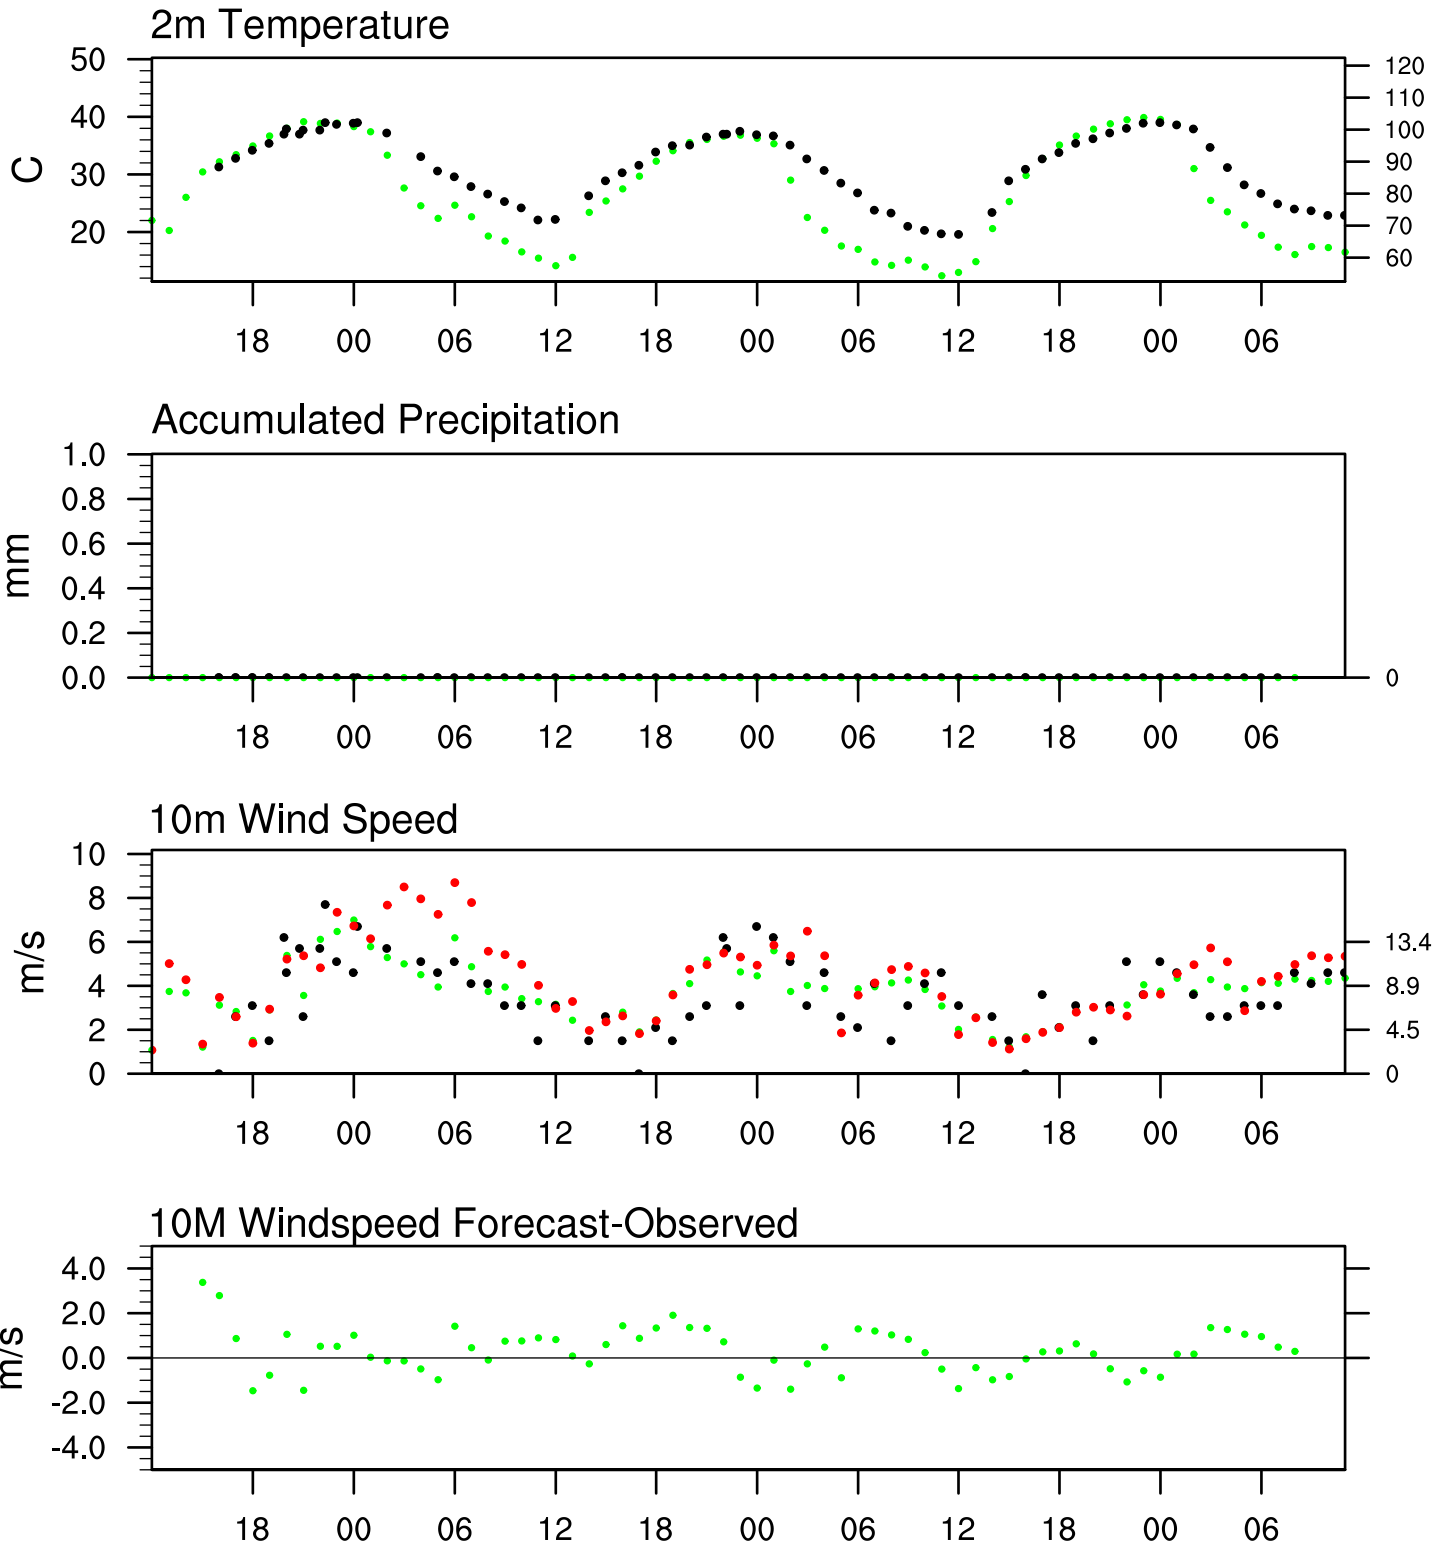 2m Temperature
50
40
30
20
C
120
110
100
90
80
70
60
18 00 06 12 18 00 06 12 18 00 06
Accumulated Precipitation
1.0
0.8
0.6
0.4
0.2
0.0
mm
0
18 00 06 12 18 00 06 12 18 00 06
10m Wind Speed
10
8
6
4
2
0
m/s
13.4
8.9
4.5
0
18 00 06 12 18 00 06 12 18 00 06
10M Windspeed Forecast-Observed
4.0
2.0
0.0
-2.0
-4.0
m/s
18 00 06 12 18 00 06 12 18 00 06